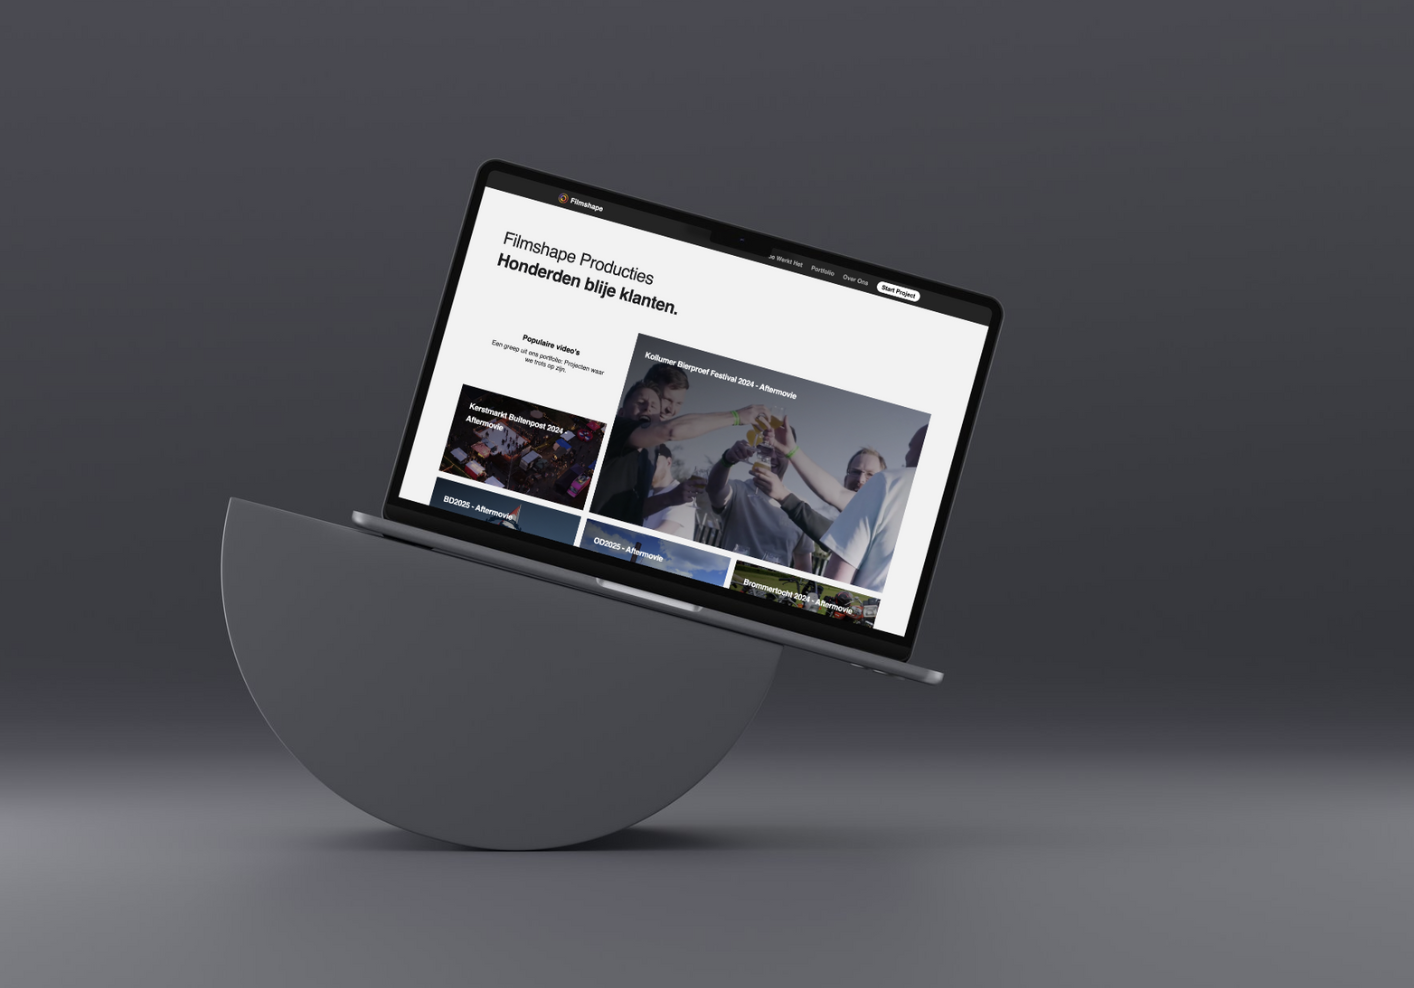 Filmshape
Werkt Het
Portfolio
Over Ons
Start Project
Filmshape Producties
Honderden blije klanten.
Populaire video's
Een greep uit ons portfolio: Projecten waar
we trots op zijn.
Kollumer Bierproef Festival 2024 - Aftermovie
Kerstmarkt Buitenpost 2024
Aftermovie
BD2025 - Aftermovie
OD2025 - Aftermovie
Brommertocht 2024 - Aftermovie